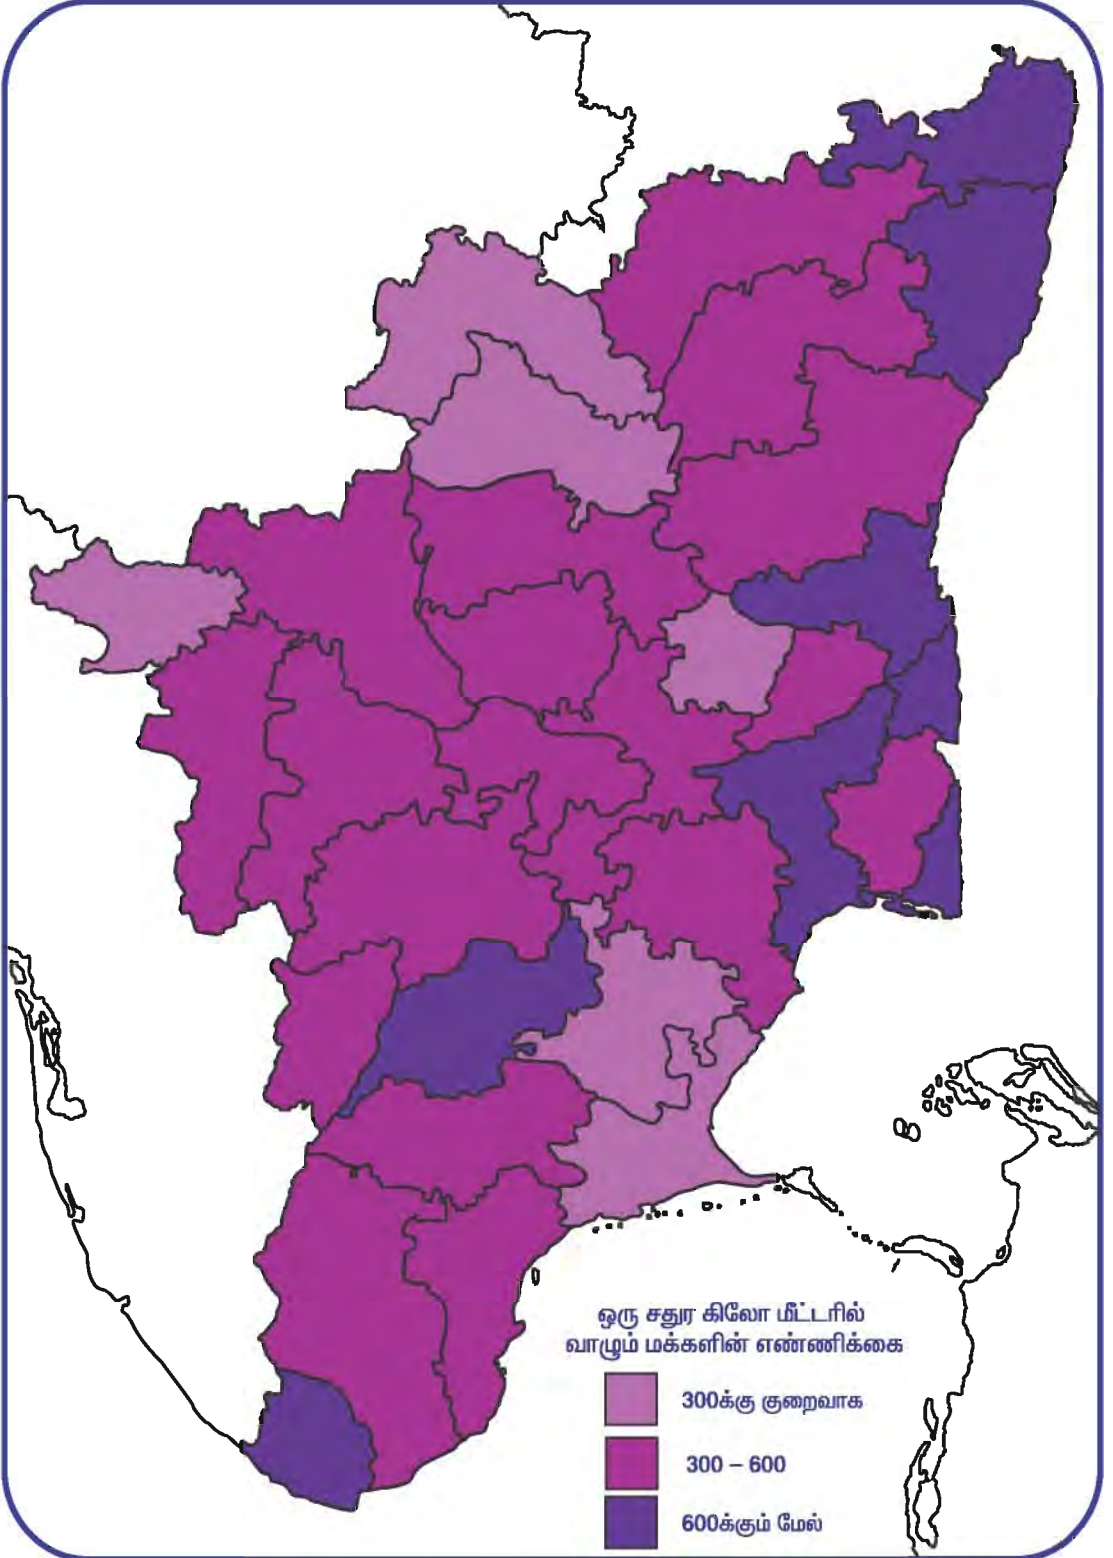 ஒரு சதுர கிலோ மீட்டரில்
வாழும் மக்களின் எண்ணிக்கை
300க்கு குறைவாக
300 – 600
600க்கும் மேல்